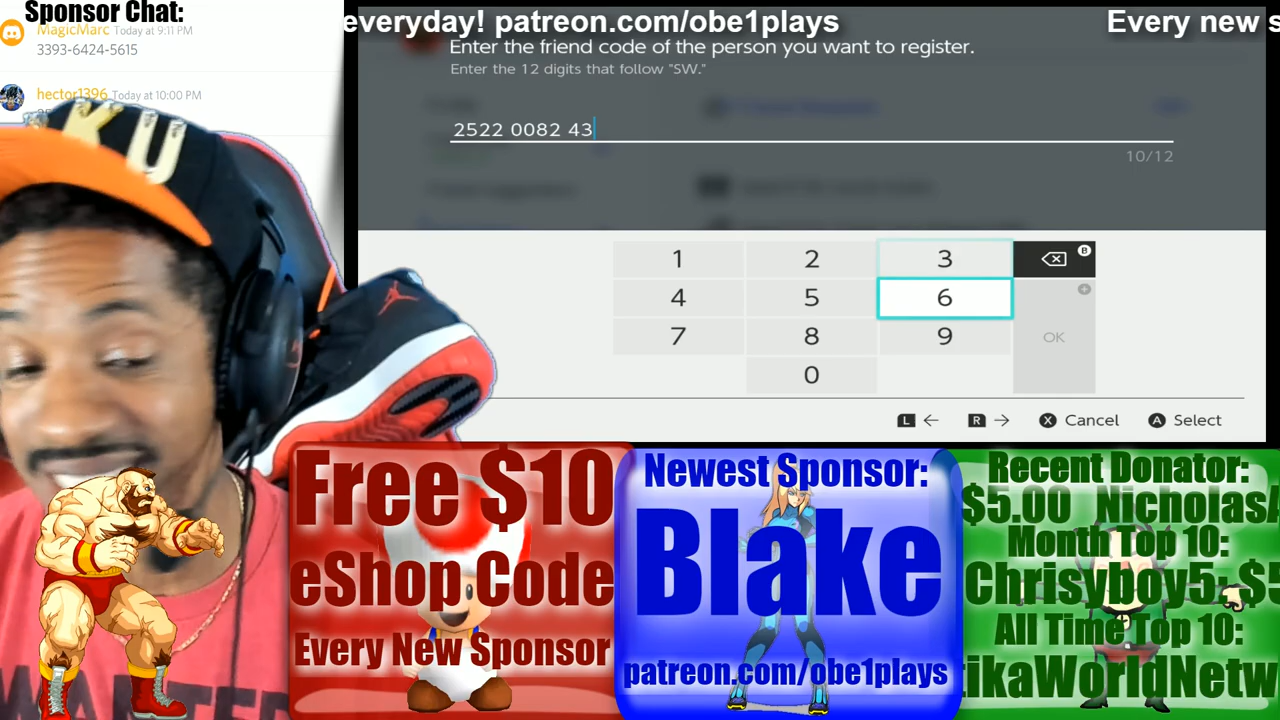 Sponsor Chat:
MagicMarc Today at 9:11 PM
3393-6424-5615
hector1396 Today at 10:00 PM
KU
everyday! patreon.com/obe1plays
Every new s
Enter the friend code of the person you want to register.
Enter the 12 digits that follow "SW."
2522 0082 43
10/12
1 2 3
B
4 5 6
7 8 9
OK
0
L ← R → X Cancel A Select
Free $10
eShop Code
Every New Sponsor
Newest Sponsor:
Blake
patreon.com/obe1plays
Recent Donator:
$5.00 NicholasA
Month Top 10:
Chrisyboy5: $5
All Time Top 10:
tikaWorldNetw